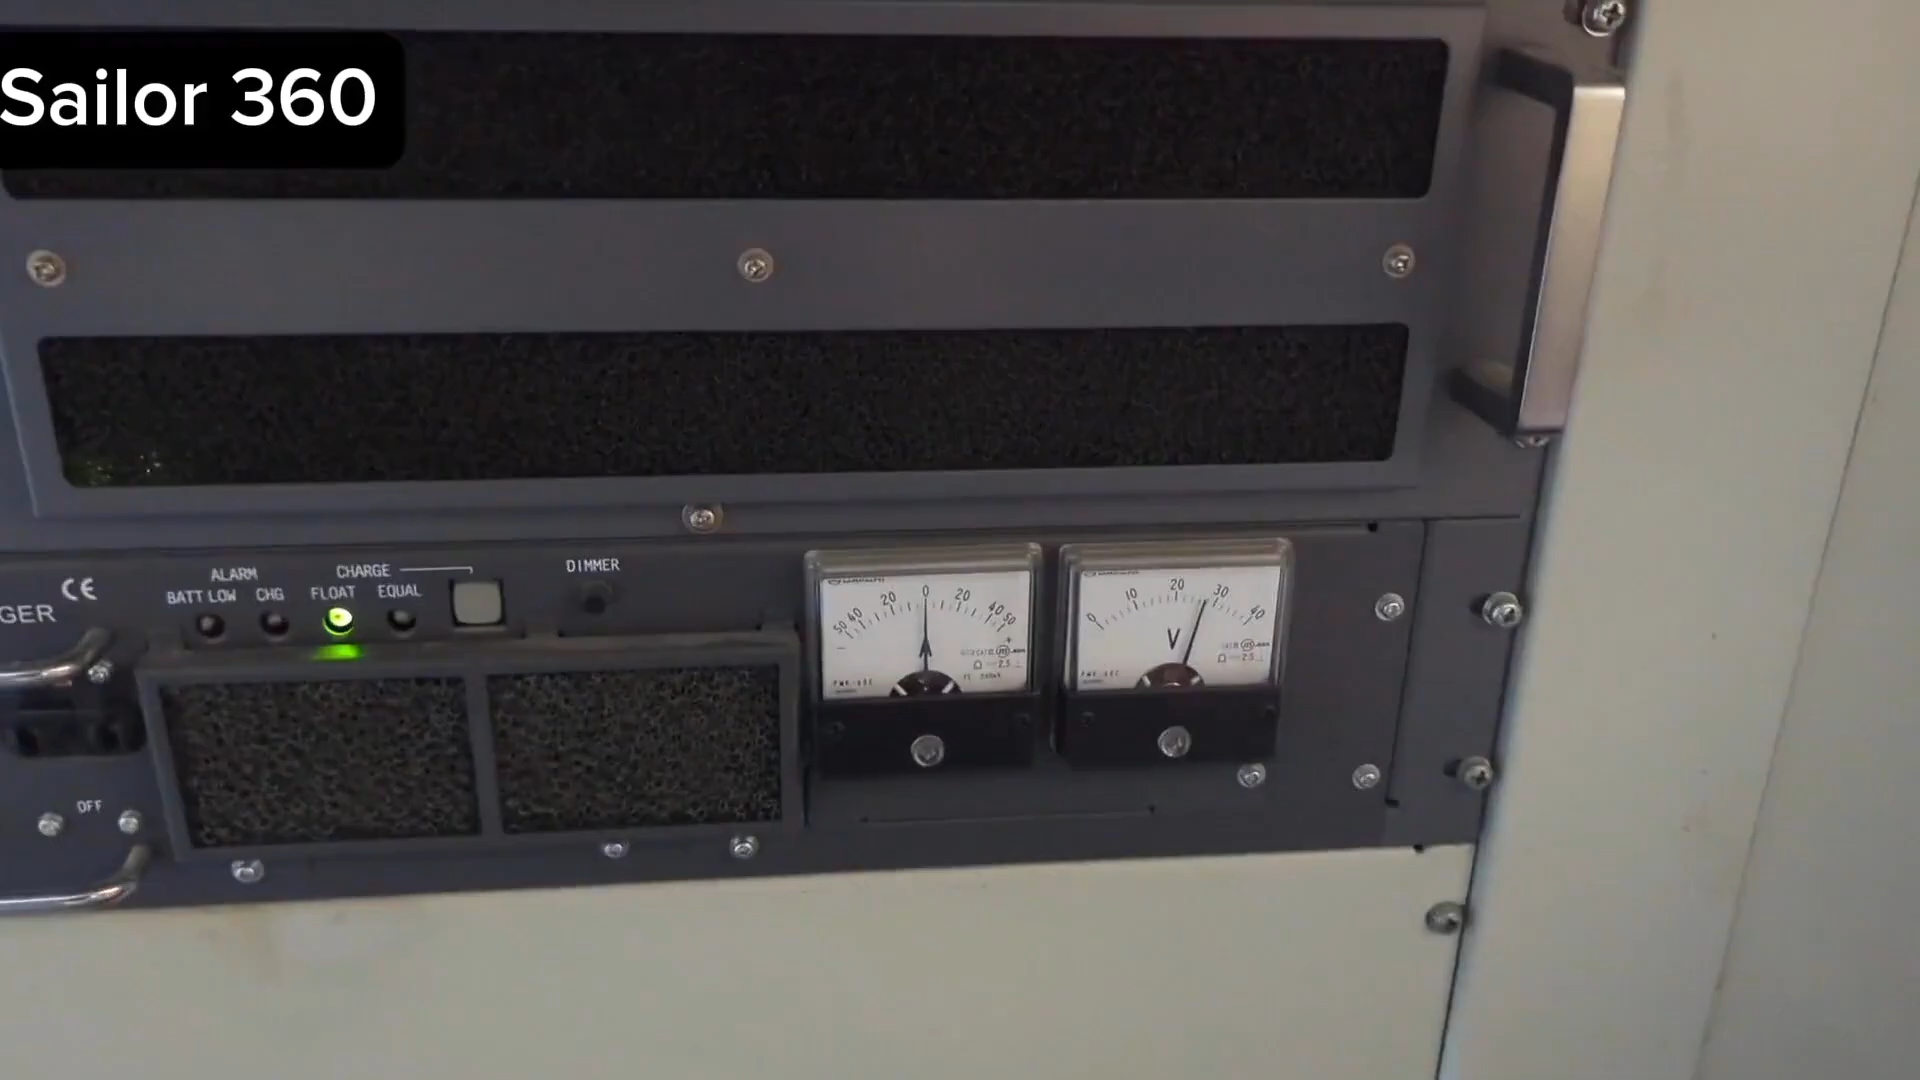 Sailor 360
ALARM
CHARGE
DIMMER
CE
BATT LOW
CHG
FLOAT
EQUAL
GER
OFF
50 40 20 0 20 40 50
- +
A
0 10 20 30 40
V